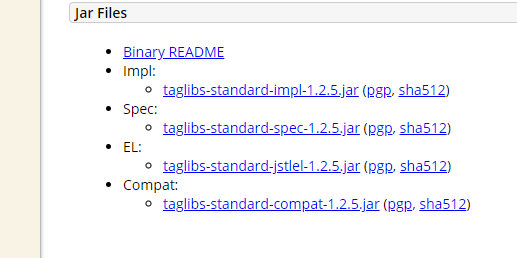 Jar Files
Binary README
Impl:
taglibs-standard-impl-1.2.5.jar (pgp, sha512)
Spec:
taglibs-standard-spec-1.2.5.jar (pgp, sha512)
EL:
taglibs-standard-jstlel-1.2.5.jar (pgp, sha512)
Compat:
taglibs-standard-compat-1.2.5.jar (pgp, sha512)